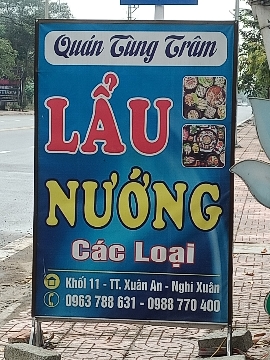 Quán Tùng Trâm
LẨU
NƯỚNG
Các Loại
Khối 11 - TT. Xuân An - Nghi Xuân
0963 788 631 - 0988 770 400